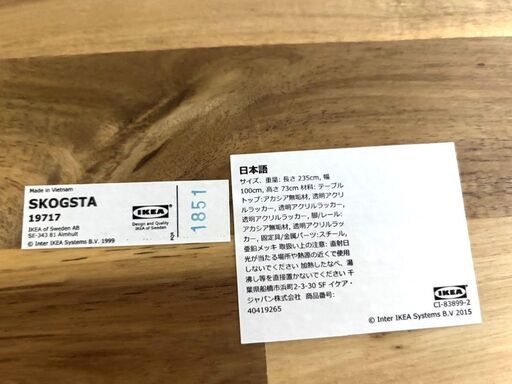 Made in Vietnam
SKOGSTA
19717
IKEA of Sweden AB
SE-343 81 Älmhult
© Inter IKEA Systems B.V. 1999
IKEA
Design and Quality
IKEA of Sweden
1851
日本語
サイズ、重量: 長さ 235cm, 幅
100cm, 高さ 73cm 材料: テーブル
トップ:アカシア無垢材, 透明アクリ
ルラッカー, 透明アクリルラッカー,
透明アクリルラッカー, 脚/レール:
アカシア無垢材, 透明アクリルラッ
カー, 固定具/金属パーツ:スチール,
亜鉛メッキ 取扱い上の注意: 直射日
光が当たる場所や熱源の近くで使用
しないでください 加熱したなべ、湯
沸し等を直接置かないでください 千
葉県船橋市浜町2-3-30 5F イケア・
ジャパン株式会社 商品番号:
40419265
IKEA
CI-83899-2
© Inter IKEA Systems B.V 2015